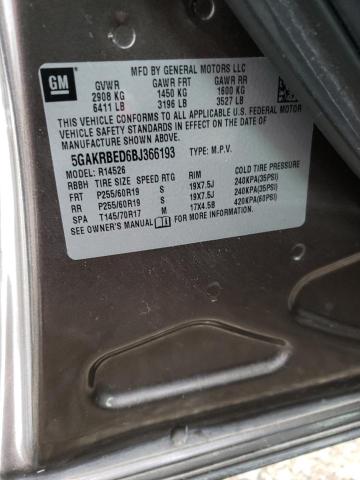 GM
MFD BY GENERAL MOTORS LLC
GVWR GAWR FRT GAWR RR
2908 KG 1450 KG 1600 KG
6411 LB 3196 LB 3527 LB
THIS VEHICLE CONFORMS TO ALL APPLICABLE U.S. FEDERAL MOTOR
VEHICLE SAFETY STANDARDS IN EFFECT ON THE DATE OF
MANUFACTURE SHOWN ABOVE.
5GAKRBED6BJ366193 TYPE: M.P.V.
R14526
RBBH TIRE SIZE SPEED RTG RIM COLD TIRE PRESSURE
FRT P255/60R19 S 19X7.5J 240KPA(35PSI)
RR P255/60R19 S 19X7.5J 240KPA(35PSI)
SPA T145/70R17 M 17X4.5B 420KPA(60PSI)
SEE OWNER'S MANUAL FOR MORE INFORMATION.